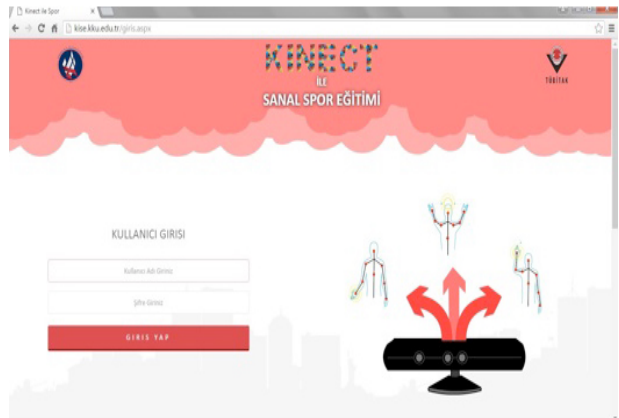 Kinect ile Spor
kise.kku.edu.tr/giris.aspx
KINECT
İLE
SANAL SPOR EĞİTİMİ
TÜBİTAK
KULLANICI GIRISI
Kullanıcı Adı Giriniz
Şifre Giriniz
GIRIS YAP